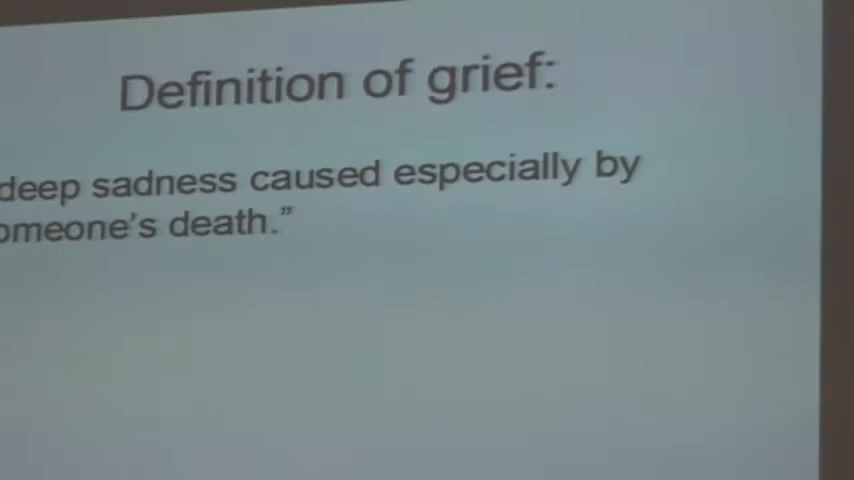 Definition of grief:
deep sadness caused especially by
omeone's death.”